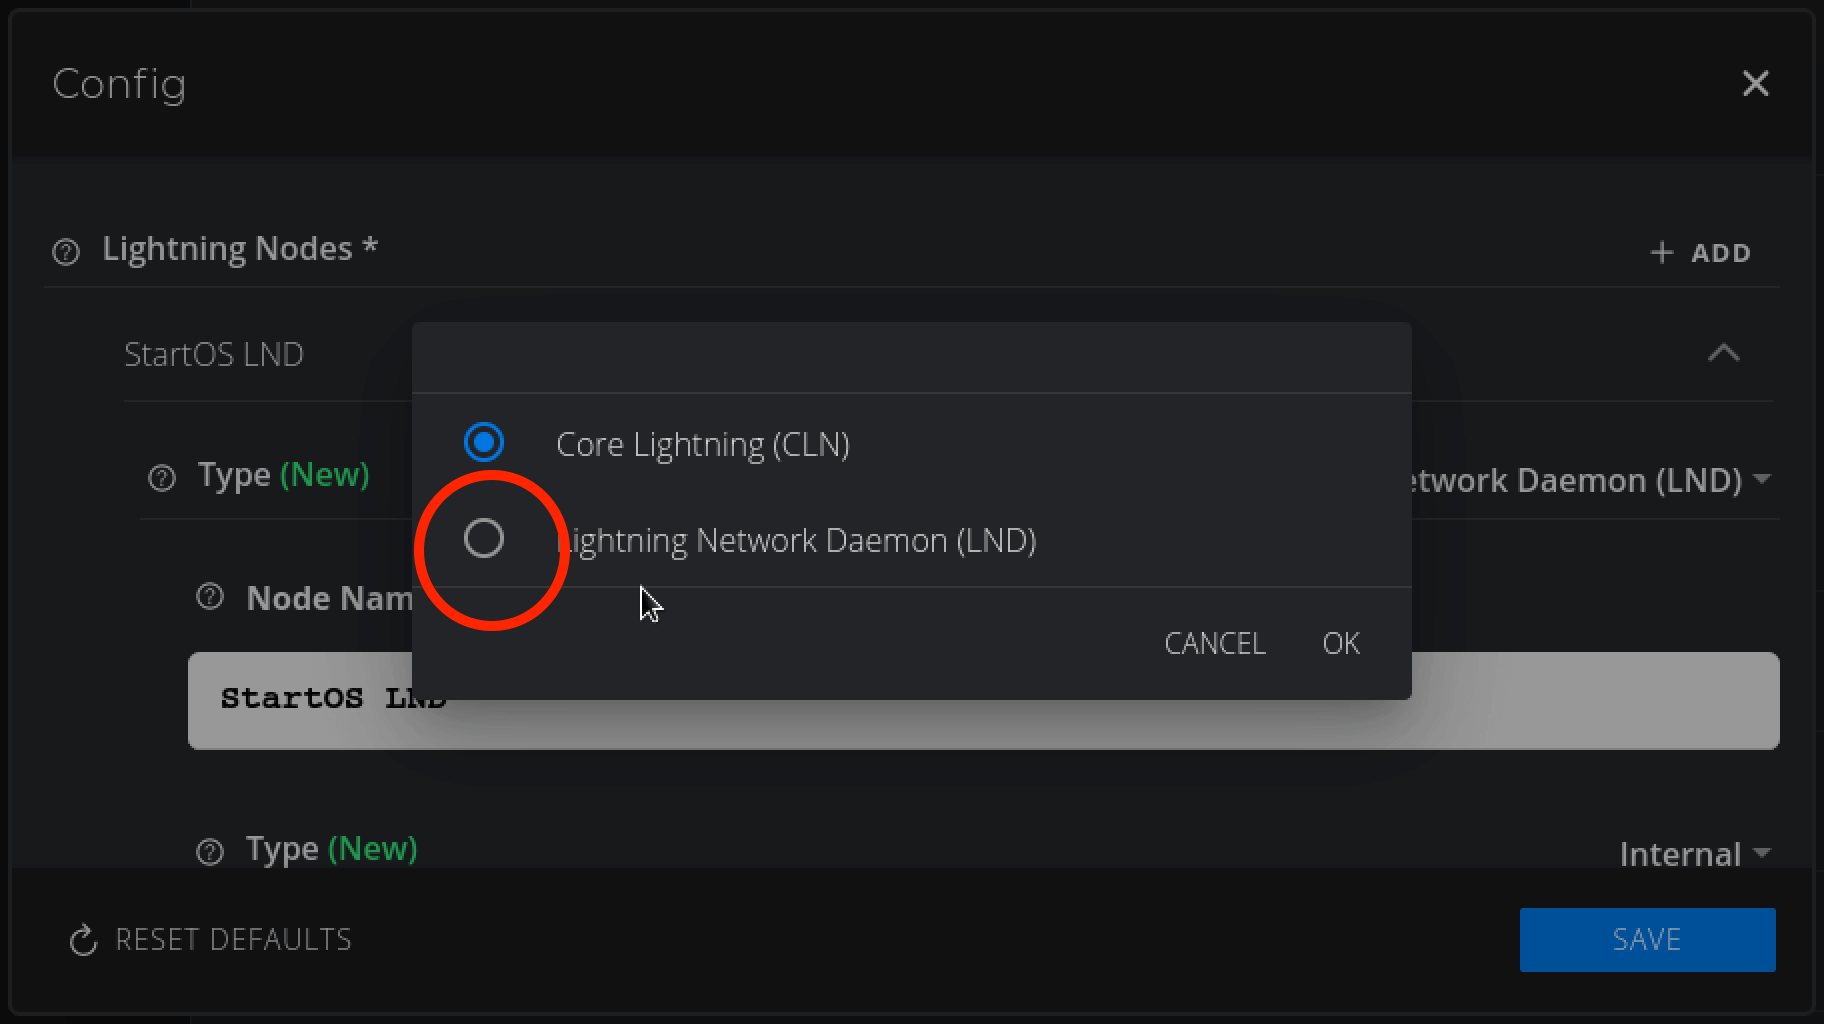 Config
Lightning Nodes *
+ ADD
StartOS LND
Core Lightning (CLN)
Type (New)
etwork Daemon (LND)
Lightning Network Daemon (LND)
Node Nam
CANCEL OK
StartOS LND
Type (New)
Internal
RESET DEFAULTS
SAVE